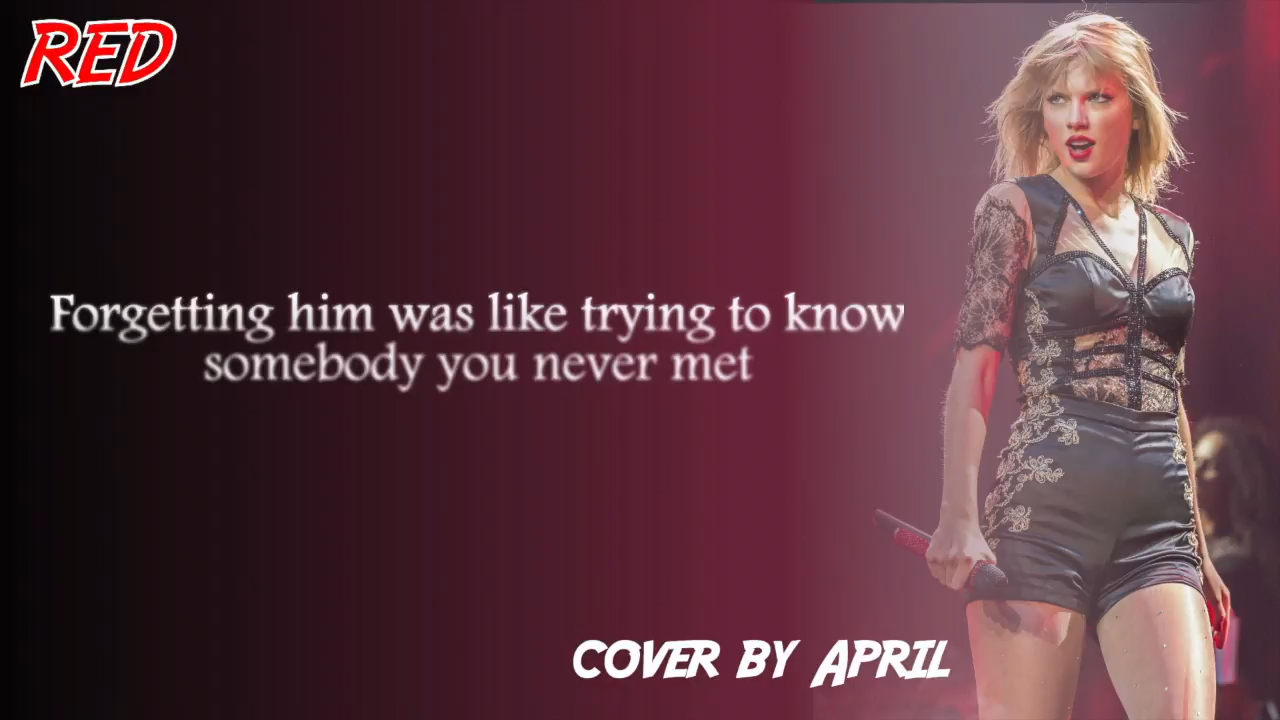 RED
Forgetting him was like trying to know
somebody you never met
COVER BY APRIL